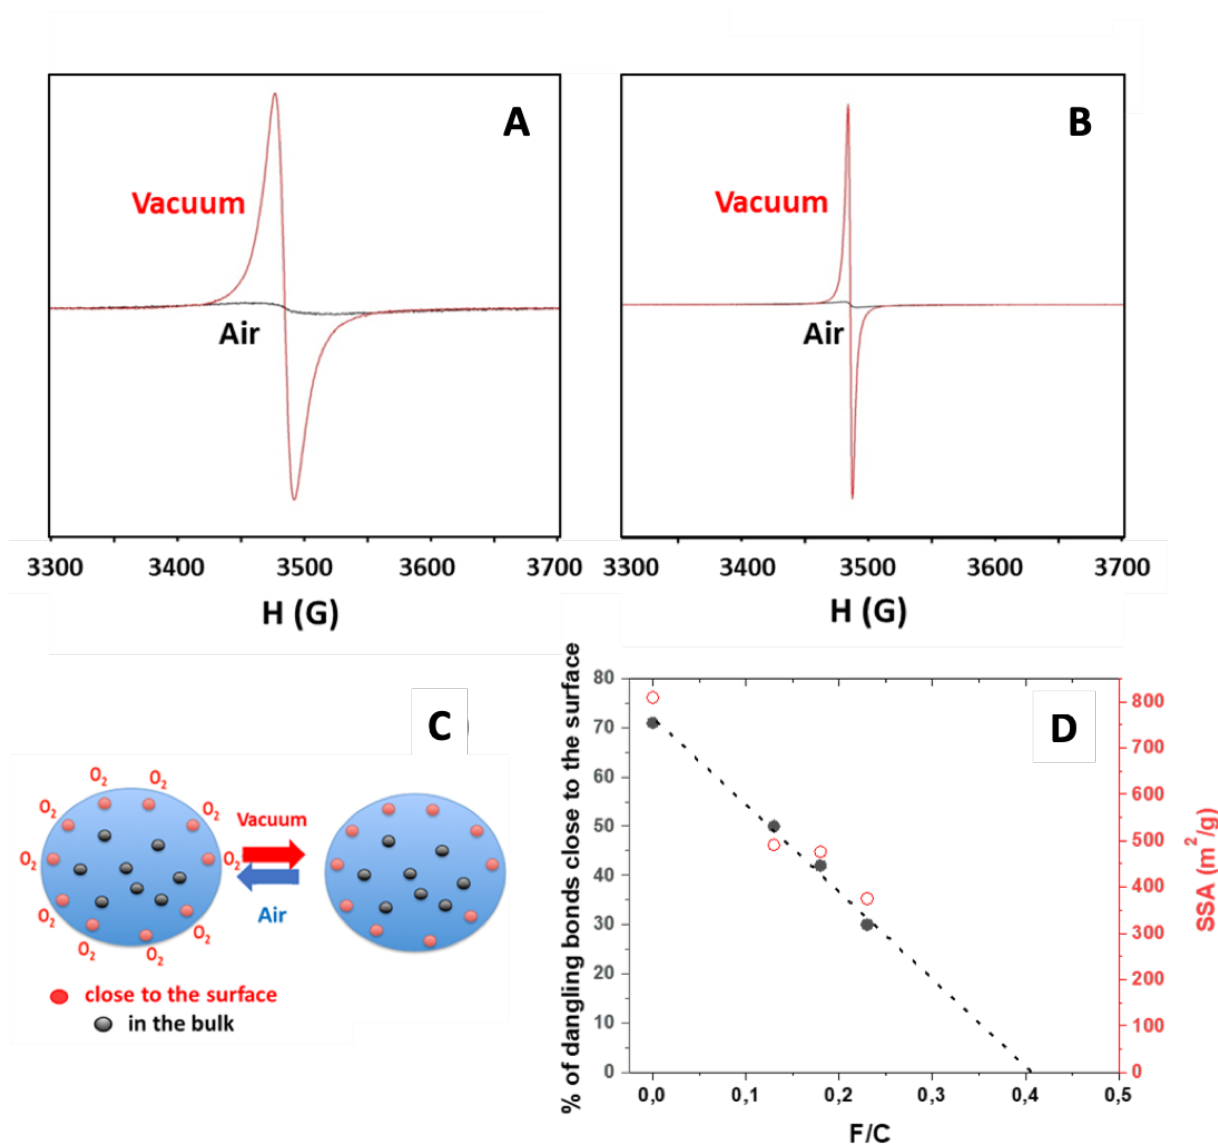 A
Vacuum
Air
3300 3400 3500 3600 3700
H (G)
B
Vacuum
Air
3300 3400 3500 3600 3700
H (G)
C
O2 O2
O2 O2
O2 O2
O2 O2
O2 O2
Vacuum
Air
close to the surface
in the bulk
D
% of dangling bonds close to the surface
80
70
60
50
40
30
20
10
0
0,0 0,1 0,2 0,3 0,4 0,5
F/C
800
700
600
500
400
300
200
100
0
SSA (m²/g)